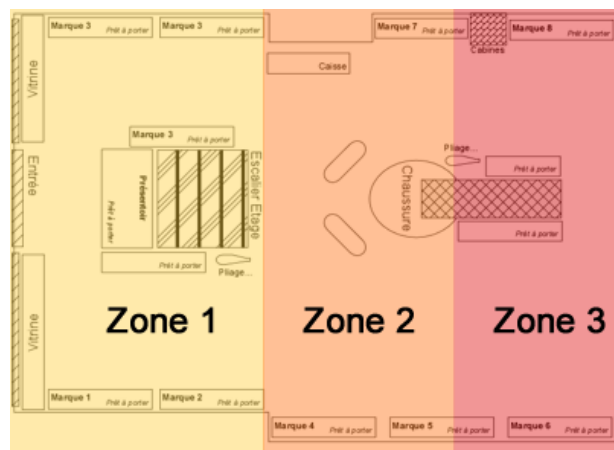 Marque 3
Prêt à porter
Marque 3
Prêt à porter
Marque 7
Prêt à porter
Cabines
Marque 8
Prêt à porter
Vitrine
Caisse
Marque 3
Prêt à porter
Entrée
Présentoir
Prêt à porter
Escalier Etage
Chaussure
Pliage...
Prêt à porter
Prêt à porter
Pliage...
Prêt à porter
Zone 1
Zone 2
Zone 3
Vitrine
Marque 1
Prêt à porter
Marque 2
Prêt à porter
Marque 4
Prêt à porter
Marque 5
Prêt à porter
Marque 6
Prêt à porter